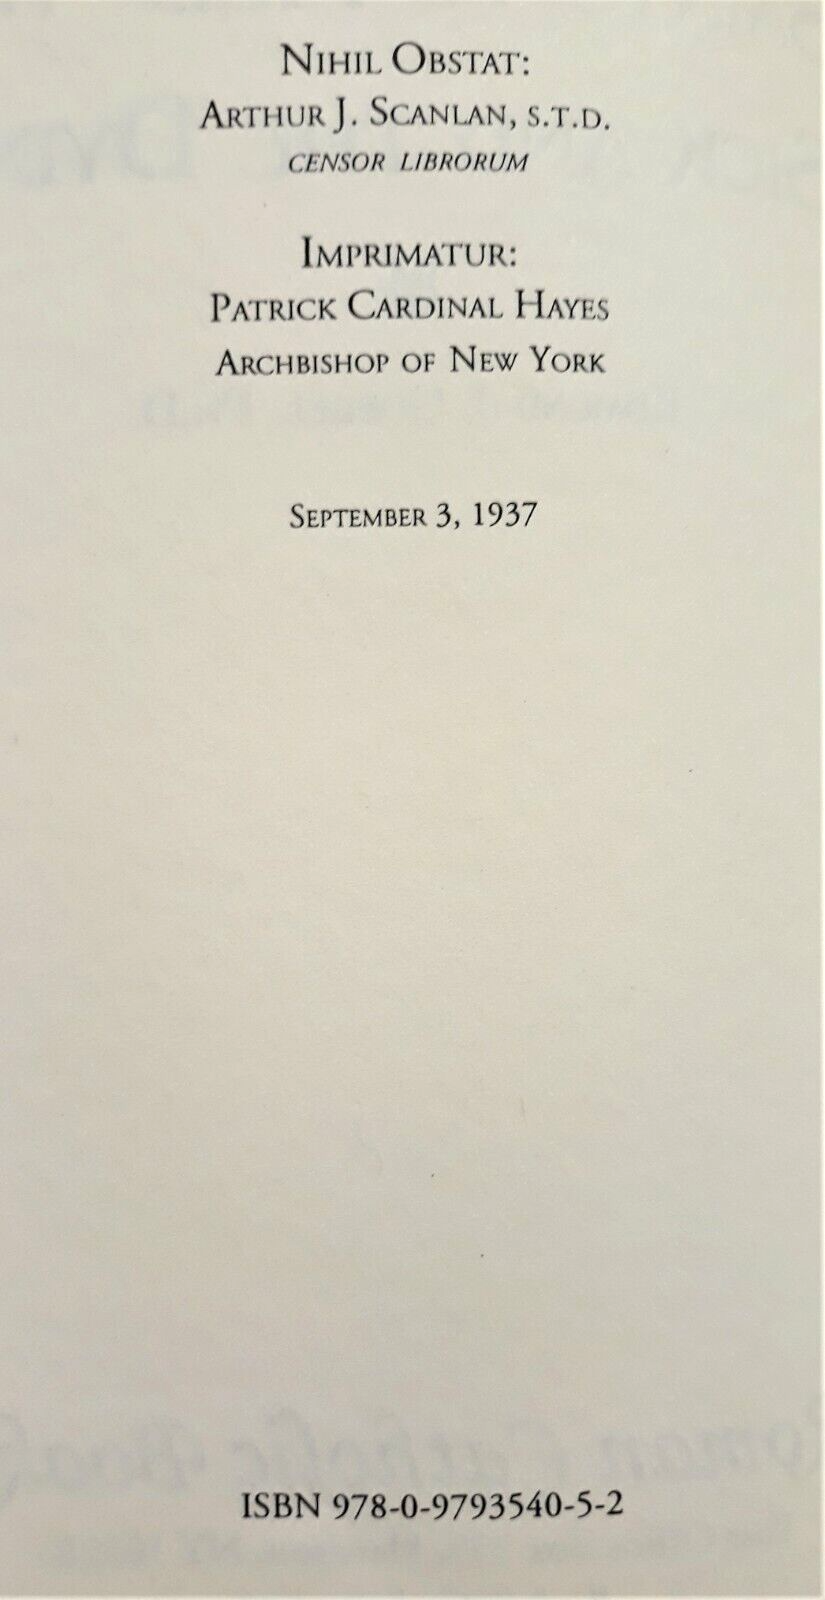 NIHIL OBSTAT:
ARTHUR J. SCANLAN, S.T.D.
CENSOR LIBRORUM
IMPRIMATUR:
PATRICK CARDINAL HAYES
ARCHBISHOP OF NEW YORK
SEPTEMBER 3, 1937
ISBN 978-0-9793540-5-2